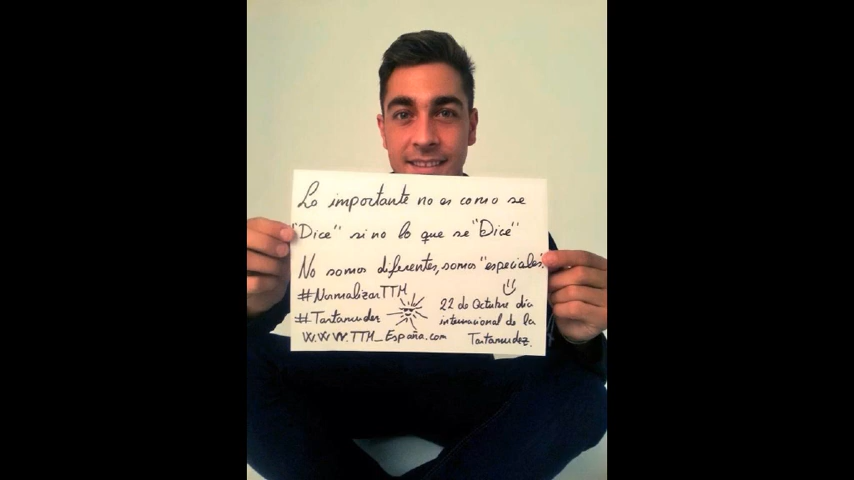 Lo importante no es como se
"Dice" si no lo que se "Dice"
No somos diferentes, somos "especiales".
#NormalizarTTM
#Tartamudez
WWW.TTM_España.com
22 de Octubre día
internacional de la
Tartamudez.